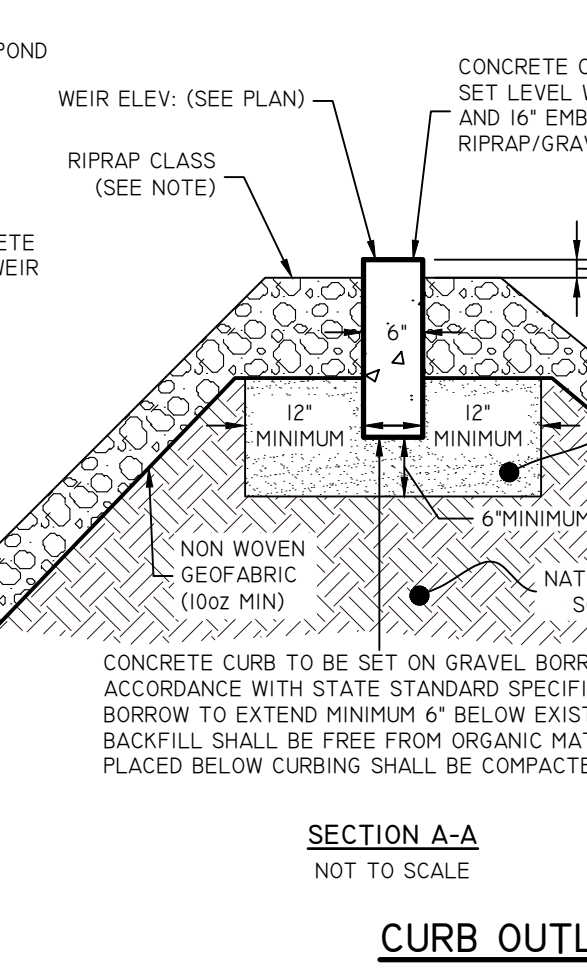 POND
WEIR ELEV: (SEE PLAN)
RIPRAP CLASS
(SEE NOTE)
CONCRETE
SET LEVEL
AND 16" EMB
RIPRAP/GRAV
ETE
WEIR
6"
12"
MINIMUM
12"
MINIMUM
6"MINIMUM
NON WOVEN
GEOFABRIC
(10oz MIN)
NAT
S
CONCRETE CURB TO BE SET ON GRAVEL BORR
ACCORDANCE WITH STATE STANDARD SPECIFI
BORROW TO EXTEND MINIMUM 6" BELOW EXIST
BACKFILL SHALL BE FREE FROM ORGANIC MAT
PLACED BELOW CURBING SHALL BE COMPACTE
SECTION A-A
NOT TO SCALE
CURB OUTL